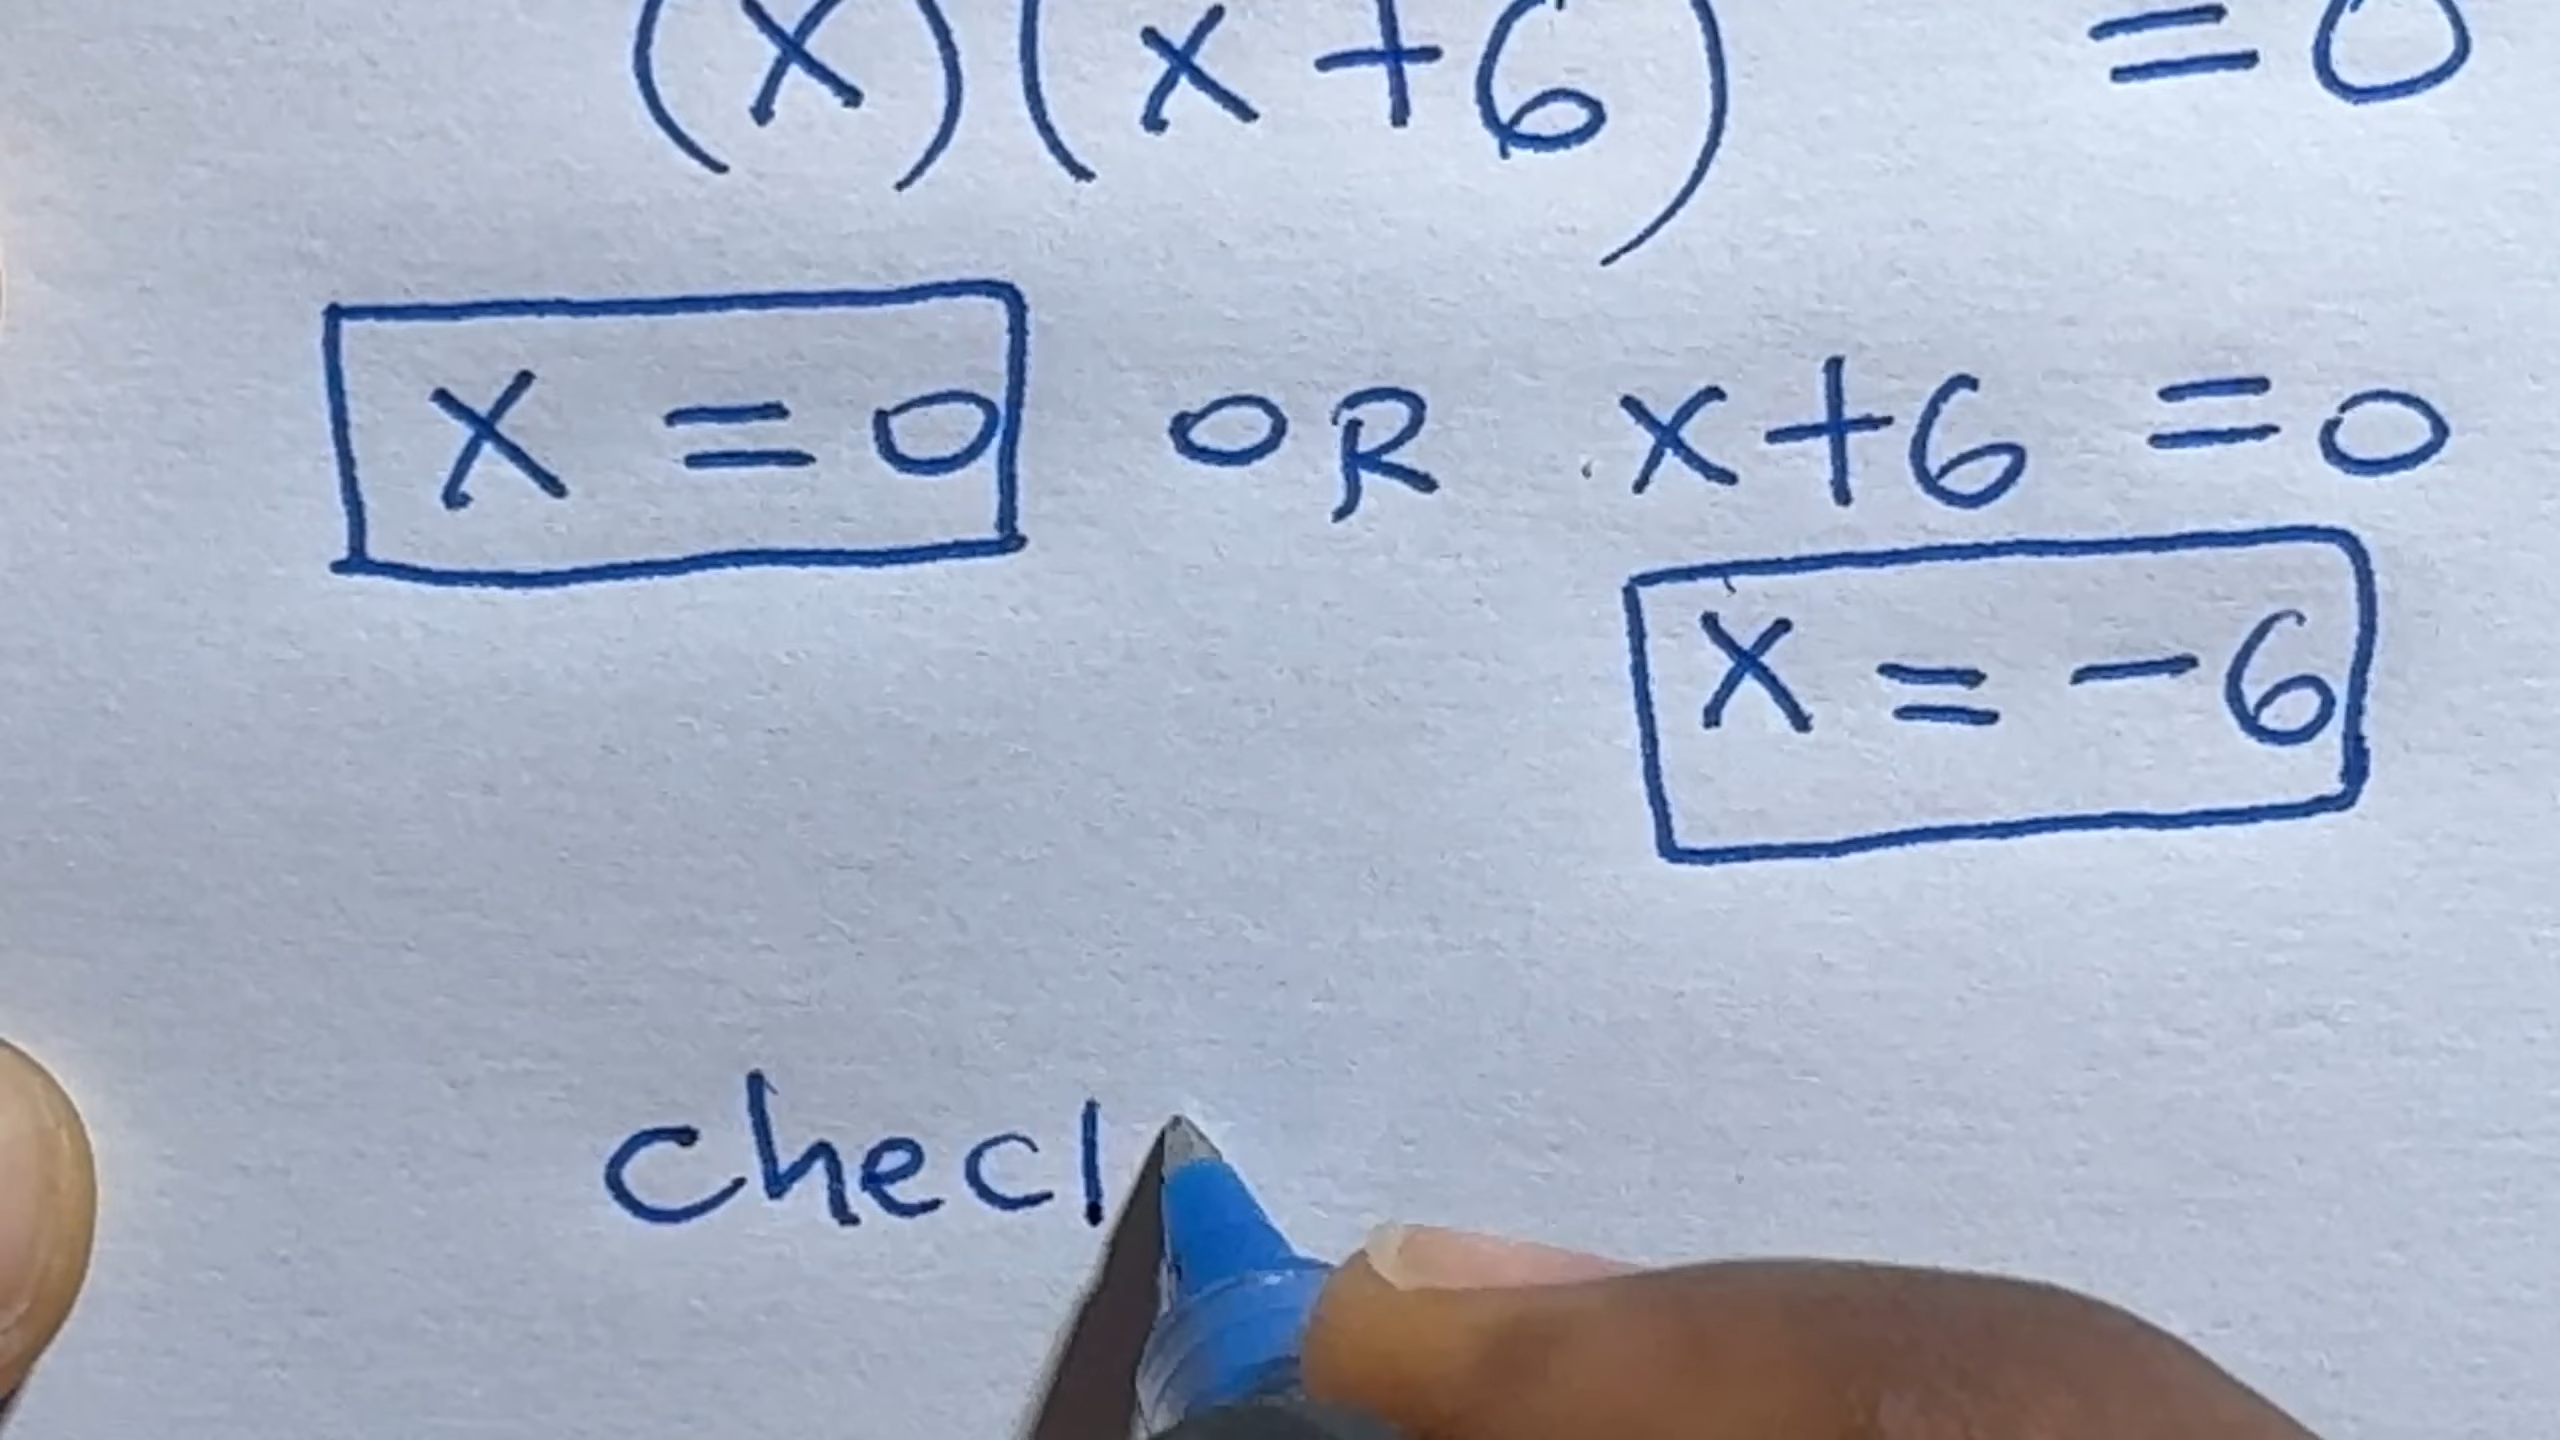 (x)(x+6) =0
x =0 OR x+6 =0
x = -6
chec